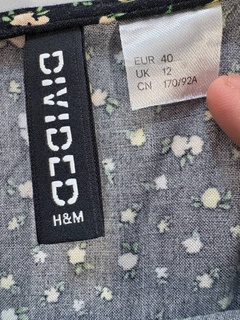 DIVIDED
H&M
EUR 40
UK 12
CN 170/92A